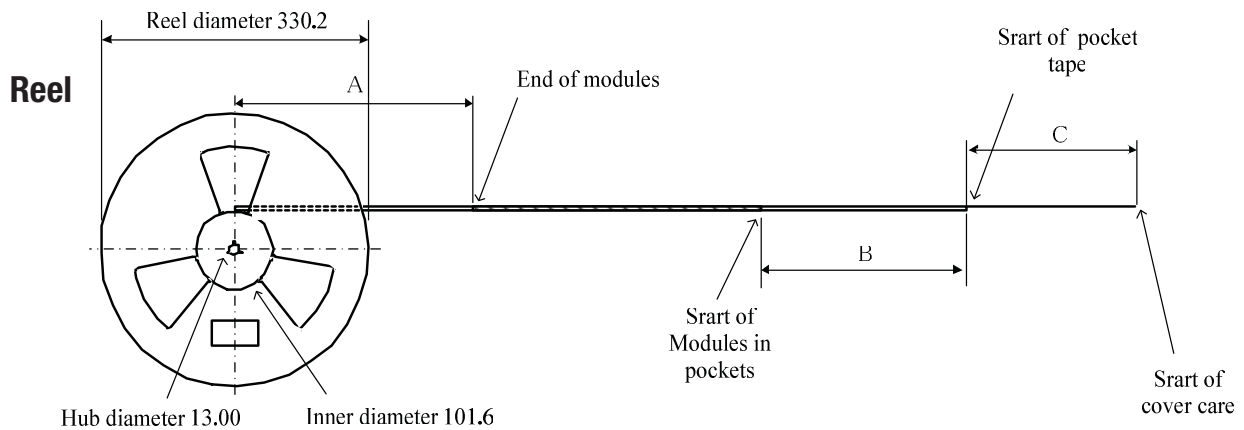 Reel diameter 330.2
Reel
A
End of modules
Srart of pocket
tape
C
B
Srart of
Modules in
pockets
Srart of
cover care
Hub diameter 13.00
Inner diameter 101.6